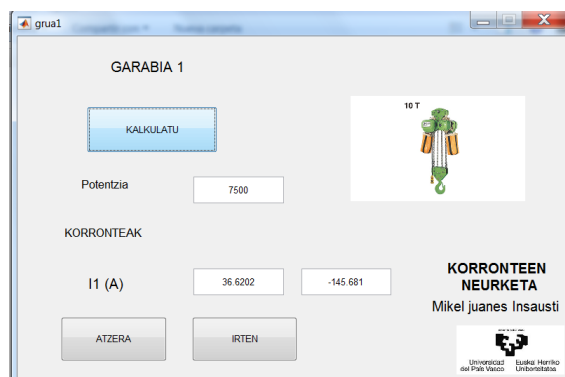 grua1
GARABIA 1
10 T
KALKULATU
Potentzia
7500
KORRONTEAK
I1 (A)
36.6202
-145.681
KORRONTEEN
NEURKETA
Mikel juanes Insausti
ATZERA
IRTEN
Universidad
del País Vasco
Euskal Herriko
Unibertsitatea